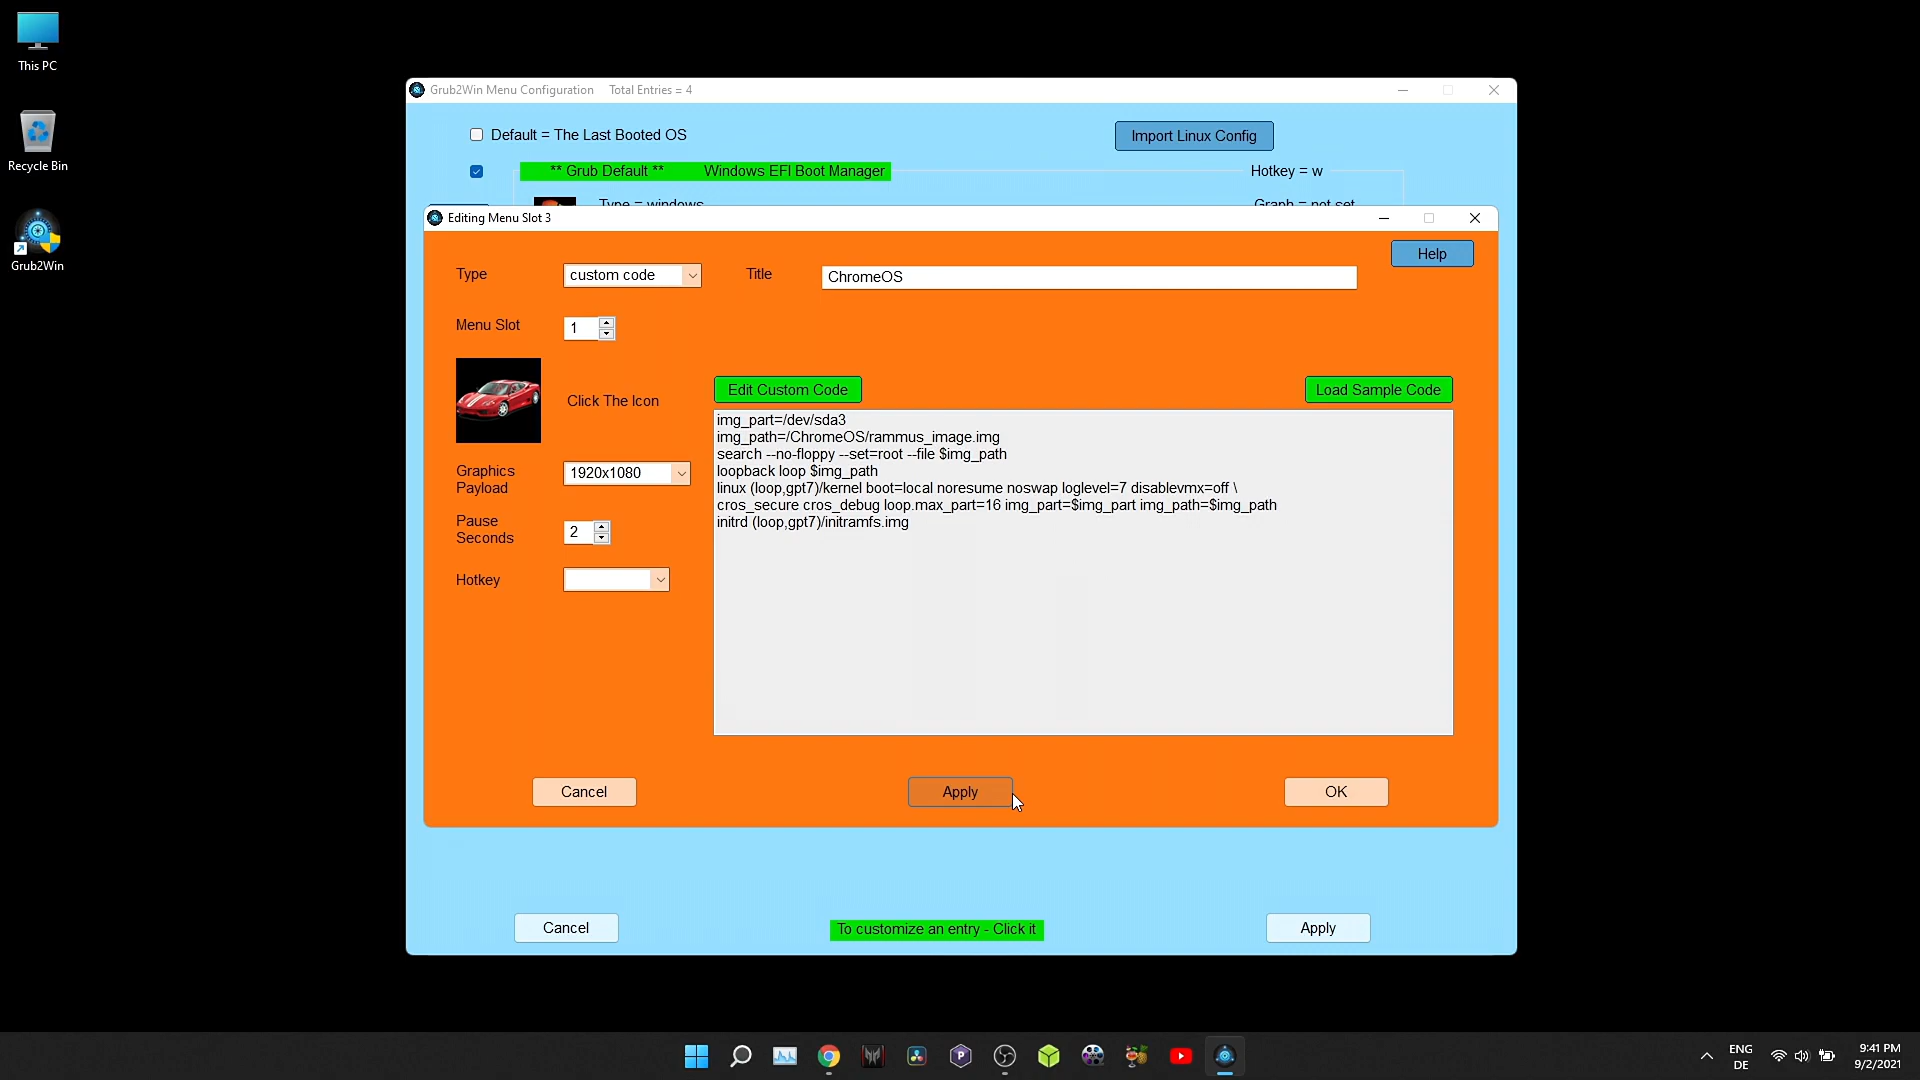 This PC
Recycle Bin
Grub2Win
Grub2Win Menu Configuration Total Entries = 4
Default = The Last Booted OS
Import Linux Config
** Grub Default ** Windows EFI Boot Manager
Hotkey = w
Type = windows
Graph = not set
Editing Menu Slot 3
Help
Type
custom code
Title
ChromeOS
Menu Slot
1
Click The Icon
Edit Custom Code
Load Sample Code
img_part=/dev/sda3
img_path=/ChromeOS/rammus_image.img
search --no-floppy --set=root --file $img_path
loopback loop $img_path
linux (loop,gpt7)/kernel boot=local noresume noswap loglevel=7 disablevmx=off \
cros_secure cros_debug loop.max_part=16 img_part=$img_part img_path=$img_path
initrd (loop,gpt7)/initramfs.img
Graphics
Payload
1920x1080
Pause
Seconds
2
Hotkey
Cancel
Apply
OK
Cancel
To customize an entry - Click it
Apply
P
ENG
DE
9:41 PM
9/2/2021